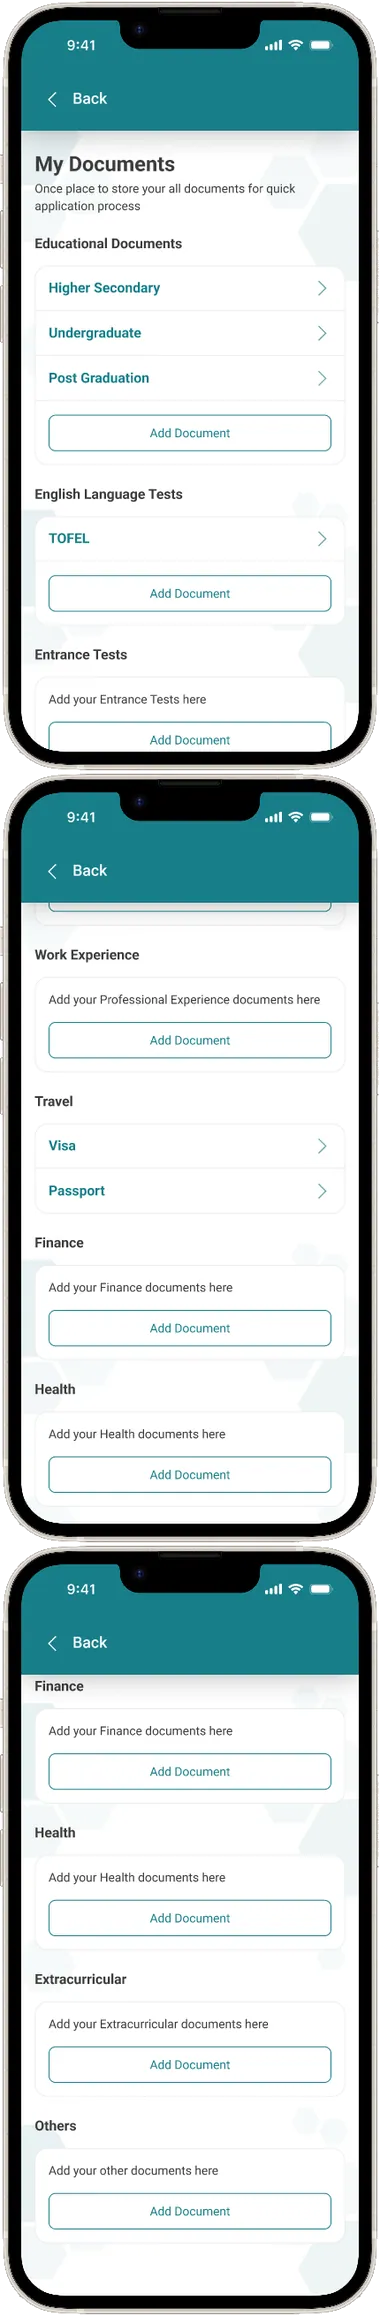 9:41
Back
My Documents
Once place to store your all documents for quick
application process
Educational Documents
Higher Secondary
Undergraduate
Post Graduation
Add Document
English Language Tests
TOFEL
Add Document
Entrance Tests
Add your Entrance Tests here
Add Document
9:41
Back
Work Experience
Add your Professional Experience documents here
Add Document
Travel
Visa
Passport
Finance
Add your Finance documents here
Add Document
Health
Add your Health documents here
Add Document
9:41
Back
Finance
Add your Finance documents here
Add Document
Health
Add your Health documents here
Add Document
Extracurricular
Add your Extracurricular documents here
Add Document
Others
Add your other documents here
Add Document